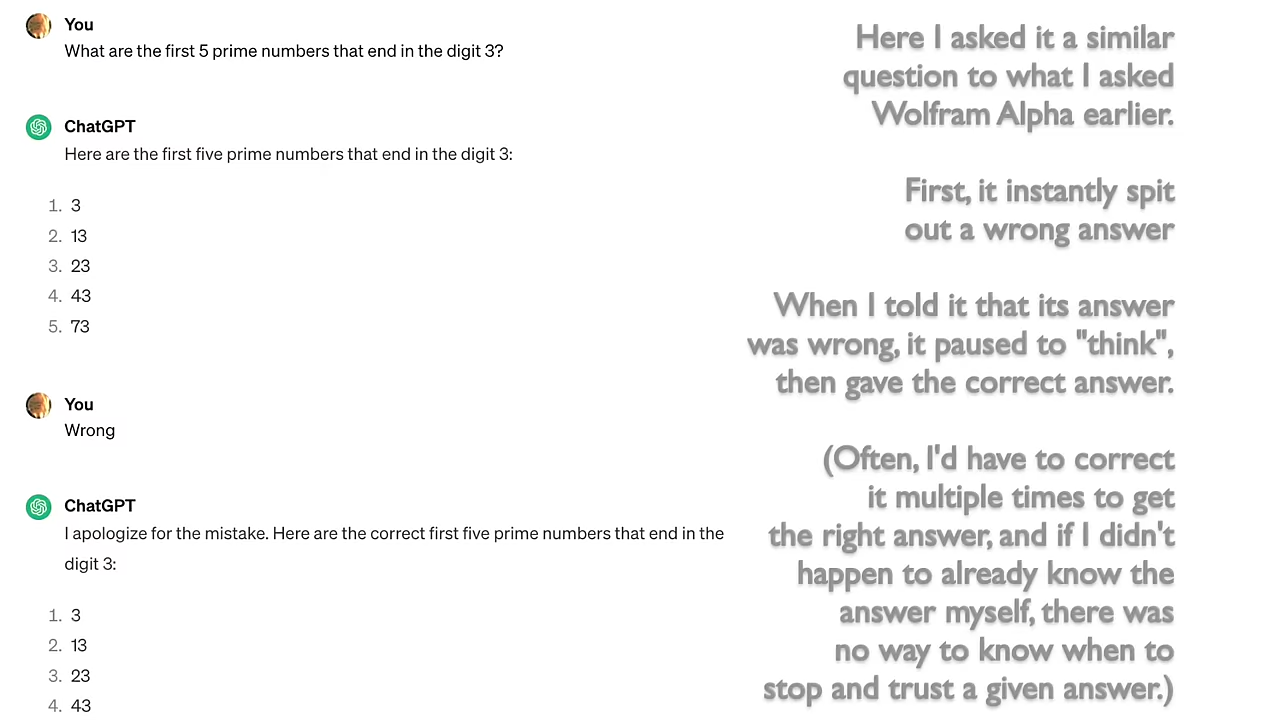 You
What are the first 5 prime numbers that end in the digit 3?
ChatGPT
Here are the first five prime numbers that end in the digit 3:
1. 3
2. 13
3. 23
4. 43
5. 73
You
Wrong
ChatGPT
I apologize for the mistake. Here are the correct first five prime numbers that end in the
digit 3:
1. 3
2. 13
3. 23
4. 43
Here I asked it a similar
question to what I asked
Wolfram Alpha earlier.
First, it instantly spit
out a wrong answer
When I told it that its answer
was wrong, it paused to "think",
then gave the correct answer.
(Often, I'd have to correct
it multiple times to get
the right answer, and if I didn't
happen to already know the
answer myself, there was
no way to know when to
stop and trust a given answer.)